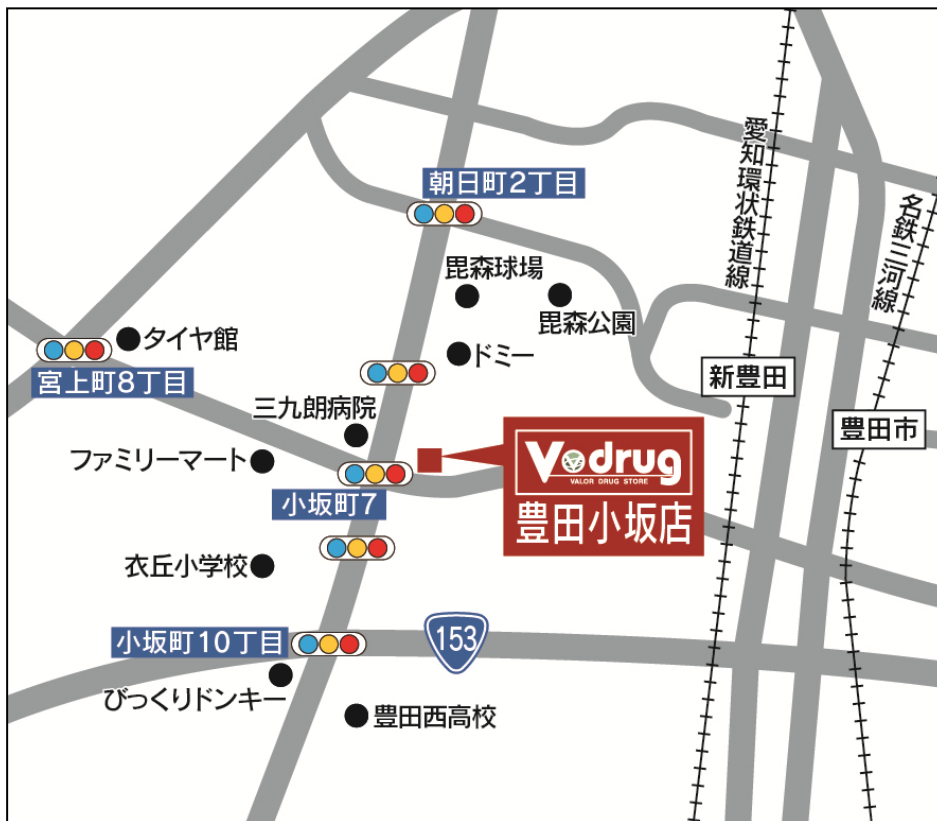 朝日町2丁目
愛知環状鉄道線
名鉄三河線
毘森球場
毘森公園
タイヤ館
ドミー
宮上町8丁目
新豊田
三九朗病院
豊田市
ファミリーマート
V・drug
VALOR DRUG STORE
豊田小坂店
小坂町7
衣丘小学校
小坂町10丁目
153
びっくりドンキー
豊田西高校